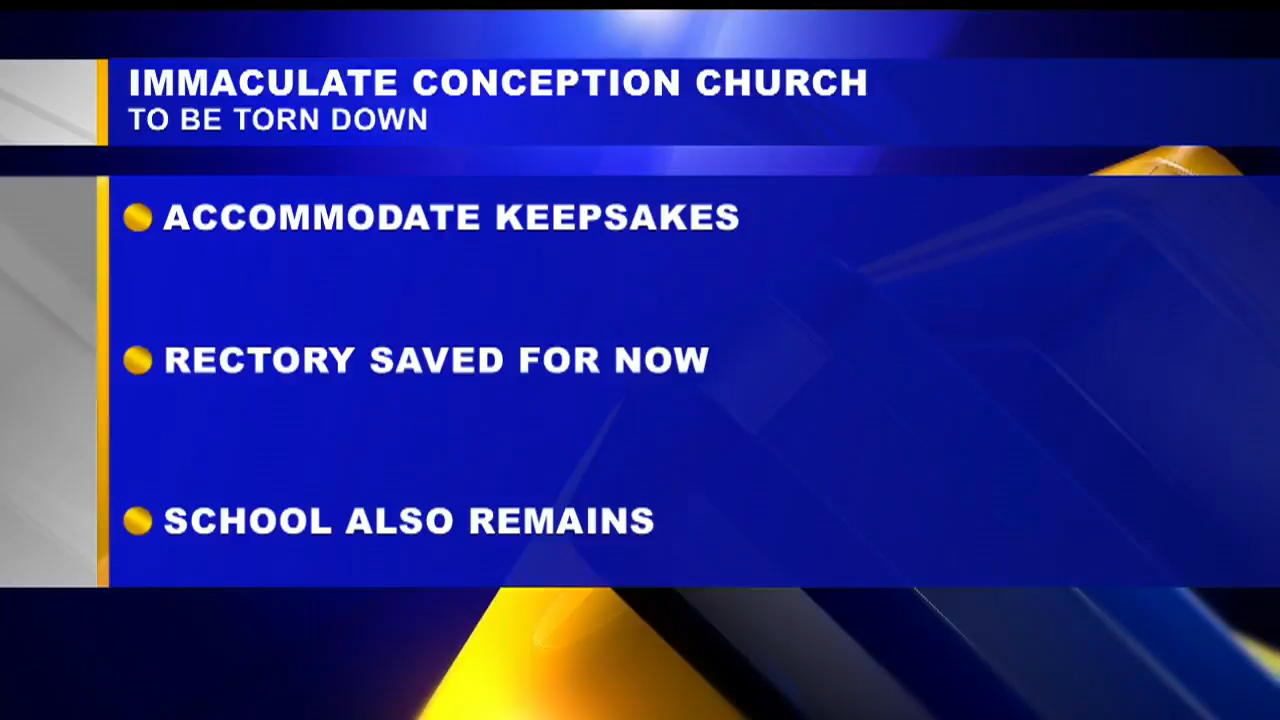 IMMACULATE CONCEPTION CHURCH
TO BE TORN DOWN
ACCOMMODATE KEEPSAKES
RECTORY SAVED FOR NOW
SCHOOL ALSO REMAINS